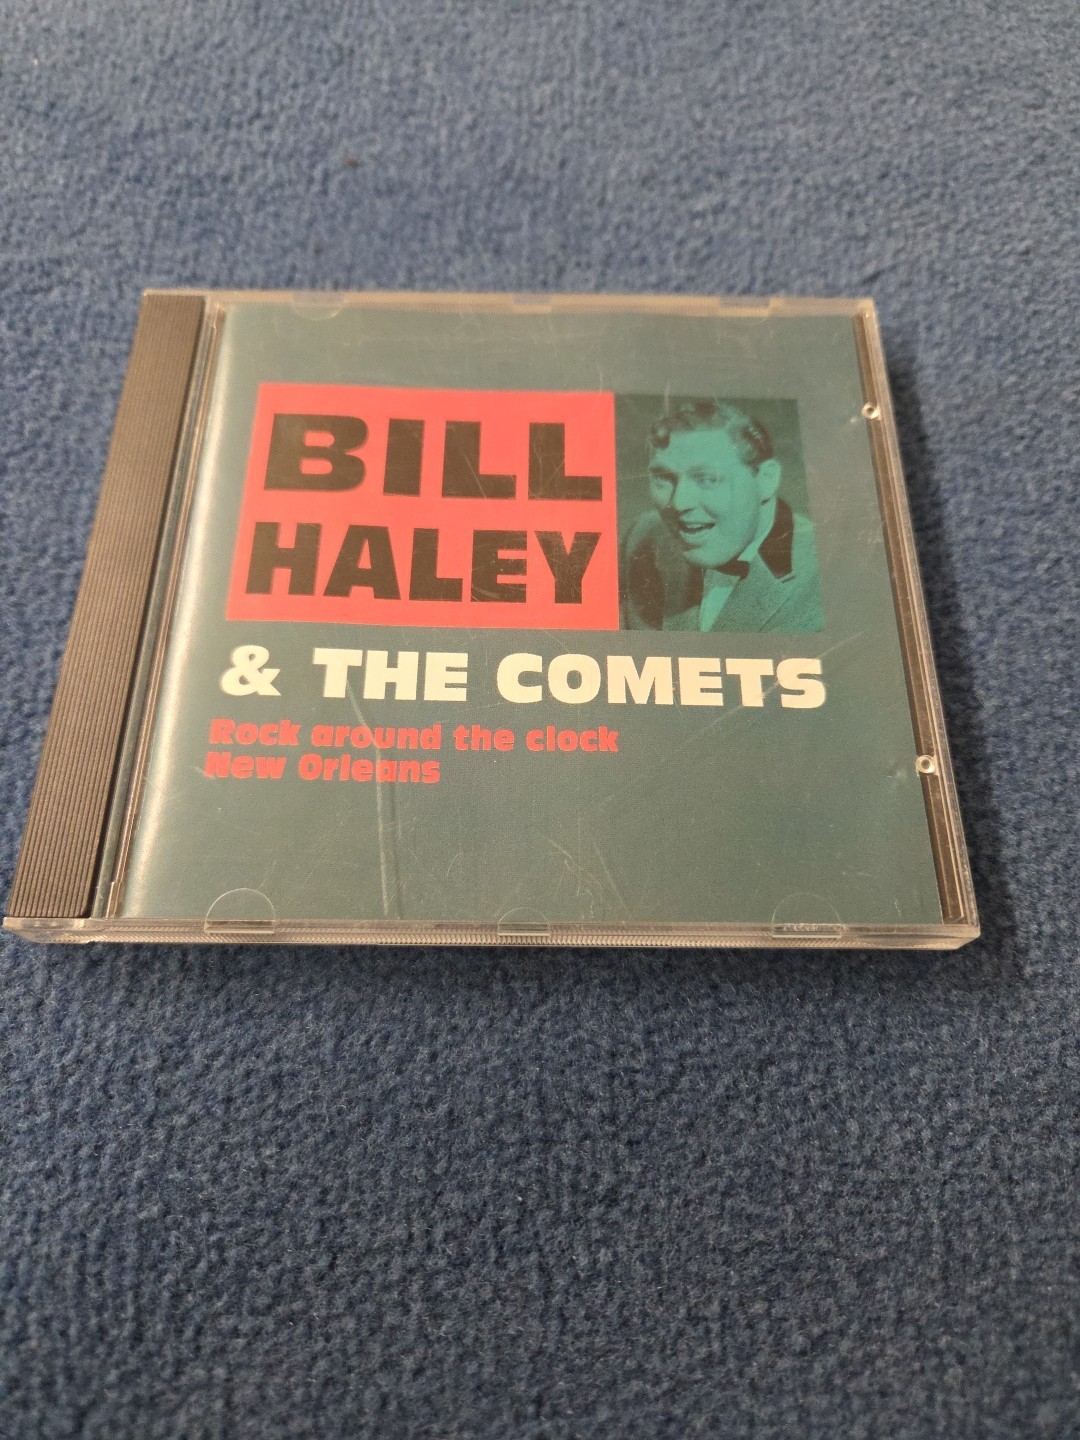 BILL
HALEY
& THE COMETS
Rock around the clock
New Orleans